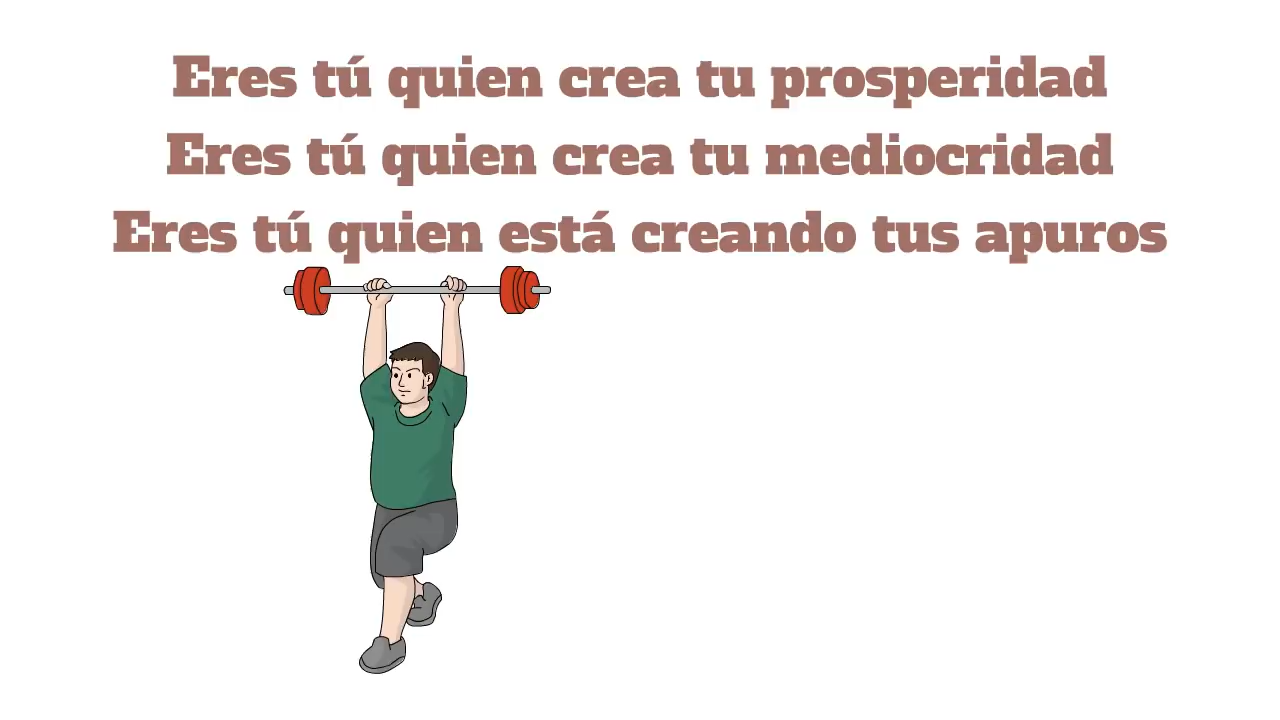 Eres tú quien crea tu prosperidad
Eres tú quien crea tu mediocridad
Eres tú quien está creando tus apuros